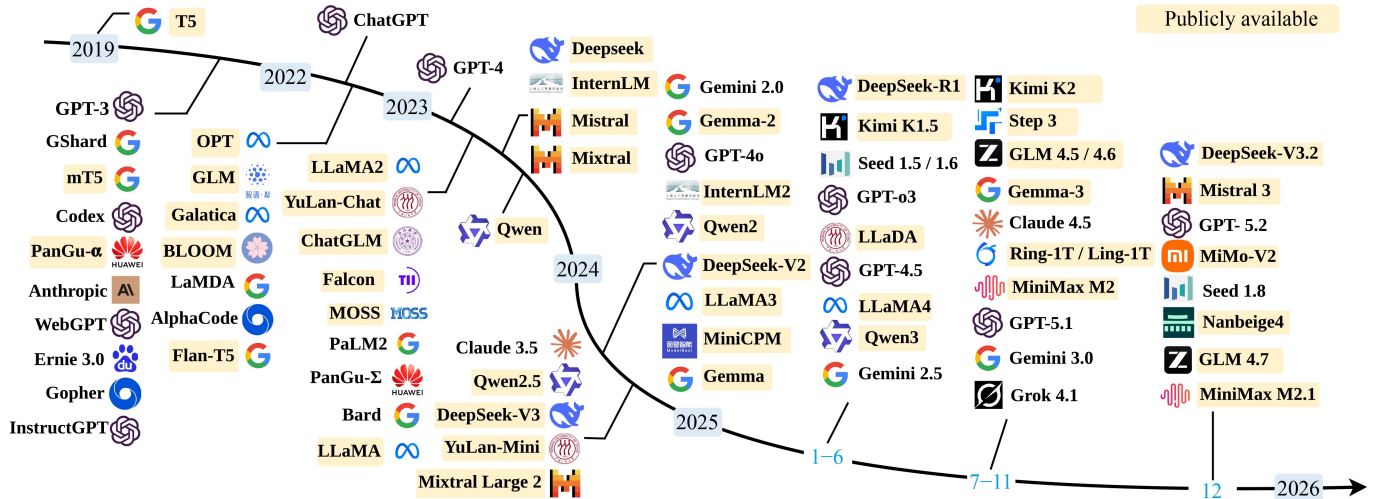 T5
ChatGPT
Publicly available
2019
GPT-4
Deepseek
2022
InternLM
Gemini 2.0
DeepSeek-R1
Kimi K2
GPT-3
2023
Mistral
Gemma-2
Kimi K1.5
Step 3
GShard
OPT
Mixtral
GPT-4o
Seed 1.5 / 1.6
GLM 4.5 / 4.6
DeepSeek-V3.2
mT5
GLM
智谱·AI
LLaMA2
InternLM2
GPT-o3
Gemma-3
Mistral 3
Codex
Galatica
YuLan-Chat
Qwen
Qwen2
LLaDA
Claude 4.5
GPT- 5.2
PanGu-α
HUAWEI
BLOOM
ChatGLM
2024
DeepSeek-V2
GPT-4.5
Ring-1T / Ling-1T
MiMo-V2
Anthropic
LaMDA
Falcon
TII
LLaMA3
LLaMA4
MiniMax M2
Seed 1.8
WebGPT
AlphaCode
MOSS
MOSS
MiniCPM
ModelBest
Qwen3
GPT-5.1
Nanbeige4
Ernie 3.0
du
Flan-T5
PaLM2
Claude 3.5
Gemma
Gemini 2.5
Gemini 3.0
GLM 4.7
Gopher
PanGu-Σ
HUAWEI
Qwen2.5
Grok 4.1
MiniMax M2.1
InstructGPT
Bard
DeepSeek-V3
2025
LLaMA
YuLan-Mini
1−6
Mixtral Large 2
7−11
12
2026